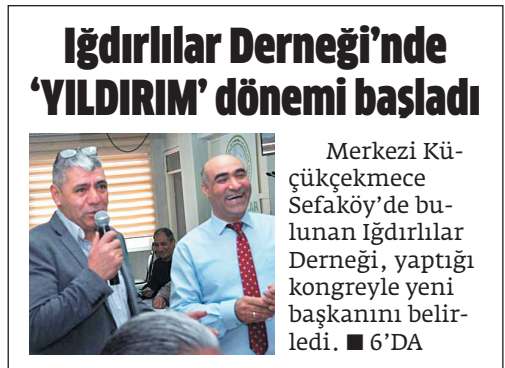 Iğdırlılar Derneği’nde
‘YILDIRIM’ dönemi başladı
Merkezi Kü-
çükçekmece
Sefaköy’de bu-
lunan Iğdırlılar
Derneği, yaptığı
kongreyle yeni
başkanını belir-
ledi. ■ 6’DA